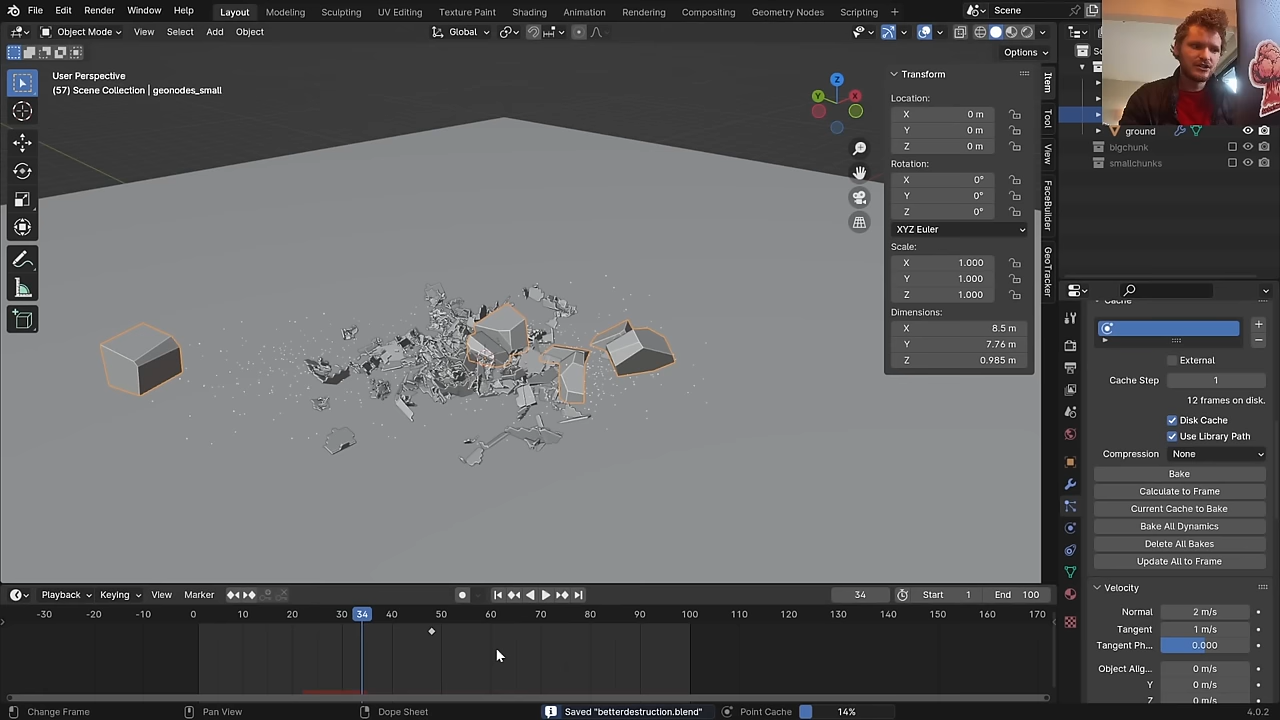 File Edit Render Window Help Layout Modeling Sculpting UV Editing Texture Paint Shading Animation Rendering Compositing Geometry Nodes Scripting + Scene
Object Mode View Select Add Object Global
Options
User Perspective
(57) Scene Collection | geonodes_small
Z
Y
X
Transform
Location:
X 0 m
Y 0 m
Z 0 m
Rotation:
X 0°
Y 0°
Z 0°
XYZ Euler
Scale:
X 1.000
Y 1.000
Z 1.000
Dimensions:
X 8.5 m
Y 7.76 m
Z 0.985 m
Item
Tool
View
FaceBuilder
GeoTracker
ground
bigchunk
smallchunks
Cache
External
Cache Step 1
12 frames on disk.
Disk Cache
Use Library Path
Compression None
Bake
Calculate to Frame
Current Cache to Bake
Bake All Dynamics
Delete All Bakes
Update All to Frame
Velocity
Normal 2 m/s
Tangent 1 m/s
Tangent Ph... 0.000
Object Alig... 0 m/s
Y 0 m/s
Z 0 m/s
Playback Keying View Marker 34 Start 1 End 100
-30 -20 -10 0 10 20 30 34 40 50 60 70 80 90 100 110 120 130 140 150 160 170
Change Frame Pan View Dope Sheet Saved "betterdestruction.blend" Point Cache 14% 4.0.2